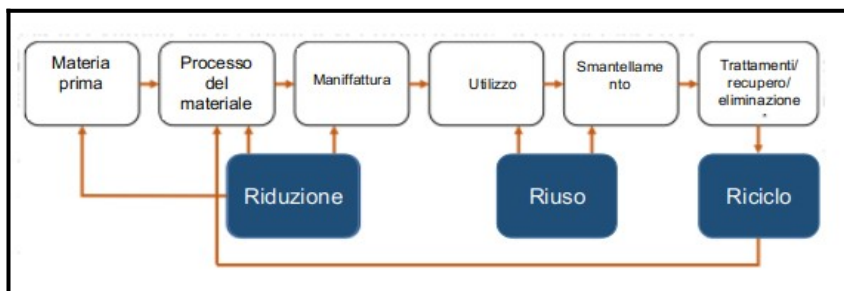 Materia
prima
Processo
del
materiale
Maniffattura
Utilizzo
Smantellame
nto
Trattamenti/
recupero/
eliminazione
*
Riduzione
Riuso
Riciclo